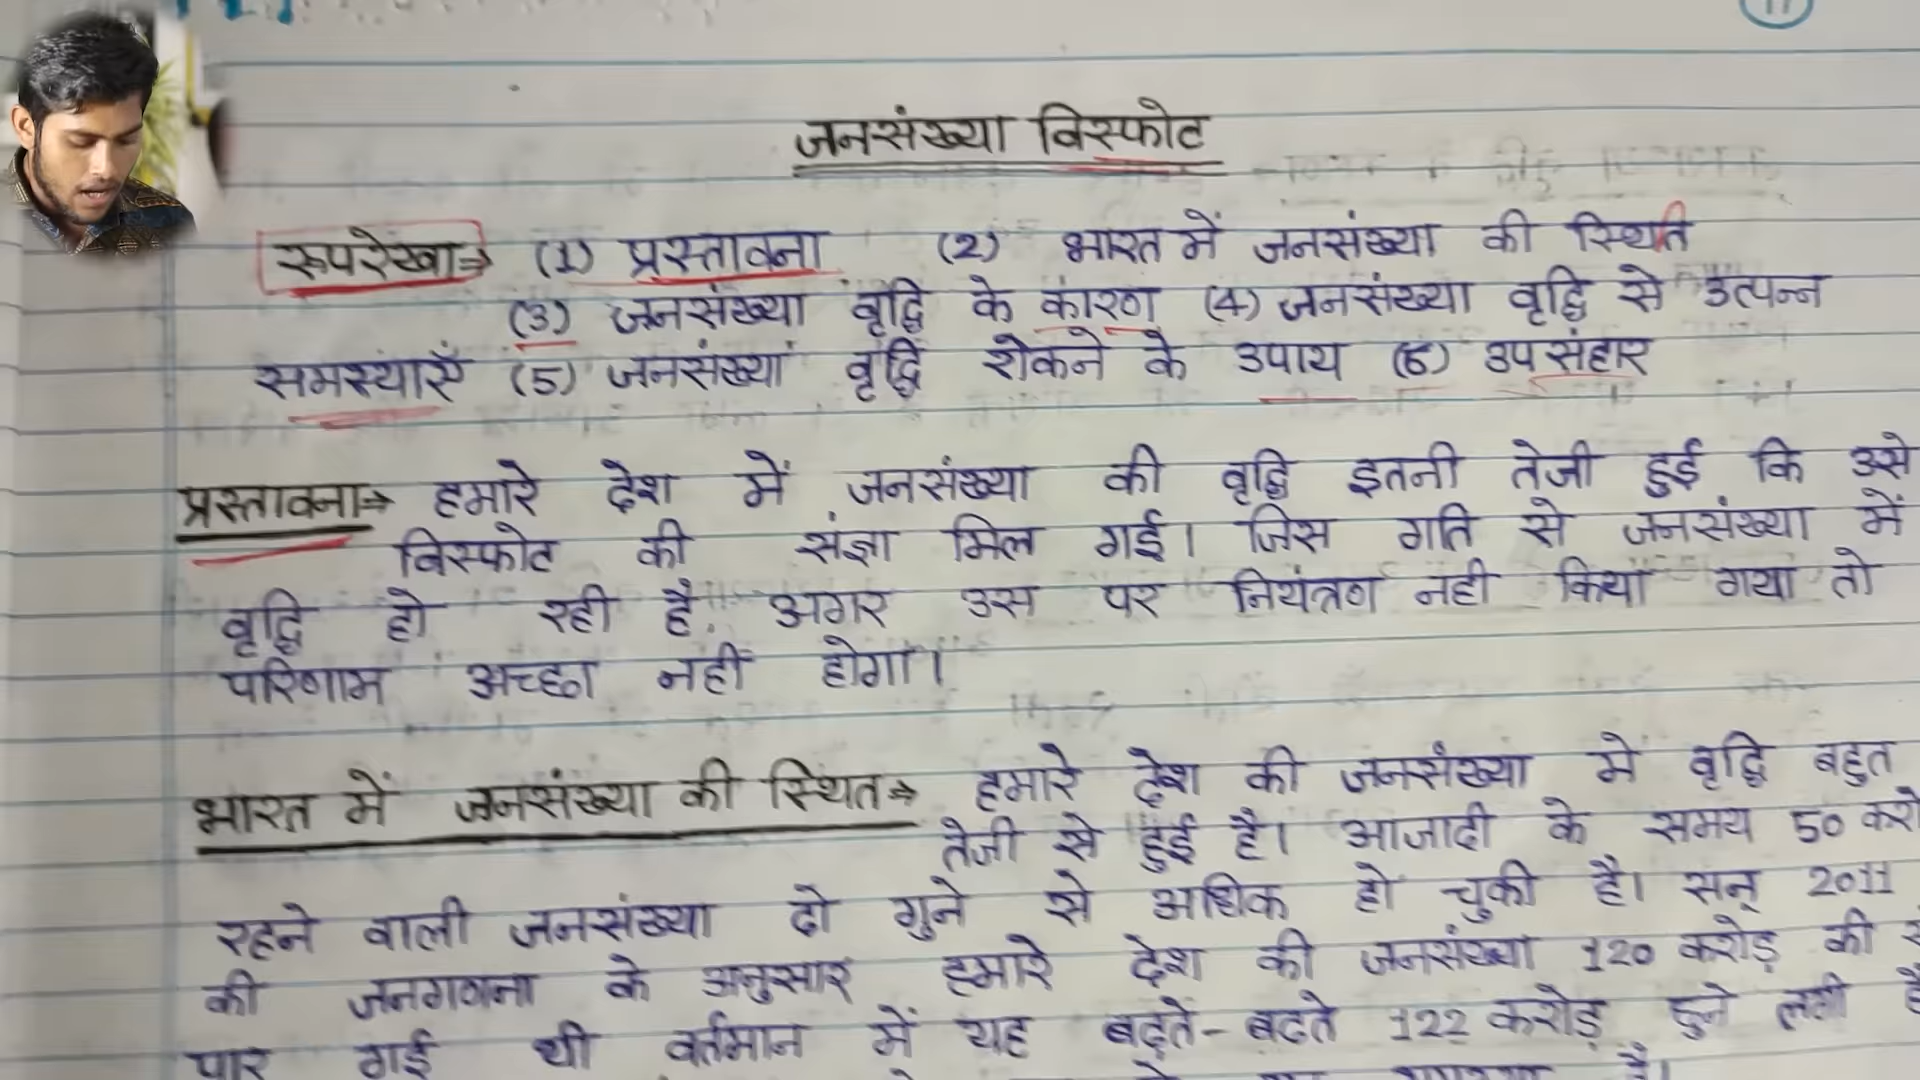 जनसंख्या विस्फोट
रूपरेखा→ (1) प्रस्तावना (2) भारत में जनसंख्या की स्थिति
(3) जनसंख्या वृद्धि के कारण (4) जनसंख्या वृद्धि से उत्पन्न
समस्याएँ (5) जनसंख्यां वृद्धि रोकने के उपाय (6) उपसंहार
प्रस्तावना→ हमारे देश में जनसंख्या की वृद्धि इतनी तेजी हुई कि उसे
विस्फोट की संज्ञा मिल गई। जिस गति से जनसंख्या में
वृद्धि हो रही है. अगर उस पर नियंत्रण नही किया गया तो
परिणाम अच्छा नहीं होगा।
भारत में जनसंख्या की स्थित→ हमारे देश की जनसंख्या मे वृद्धि बहुत
तेजी से हुई है। आजादी के समय 50
रहने वाली जनसंख्या दो गुने से अधिक हो चुकी है। सन् 2011
की जनगणना के अनुसार हमारे देश की जनसंख्या 120 करोड़ की
पार गई थी वर्तमान में यह बढ़ते-बढते 122 करोड़ छुने लगी
है।